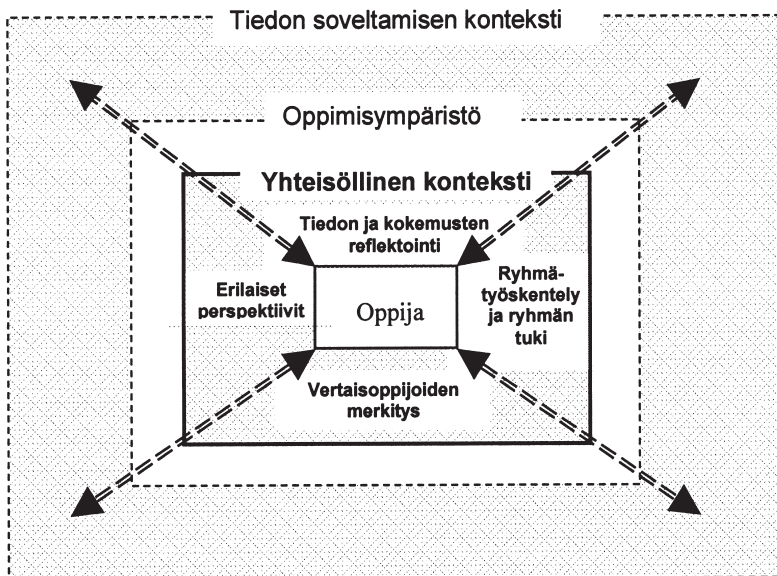 Tiedon soveltamisen konteksti
Oppimisympäristö
Yhteisöllinen konteksti
Tiedon ja kokemusten
reflektointi
Erilaiset
perspektiivit
Oppija
Ryhmä-
työskentely
ja ryhmän
tuki
Vertaisoppijoiden
merkitys